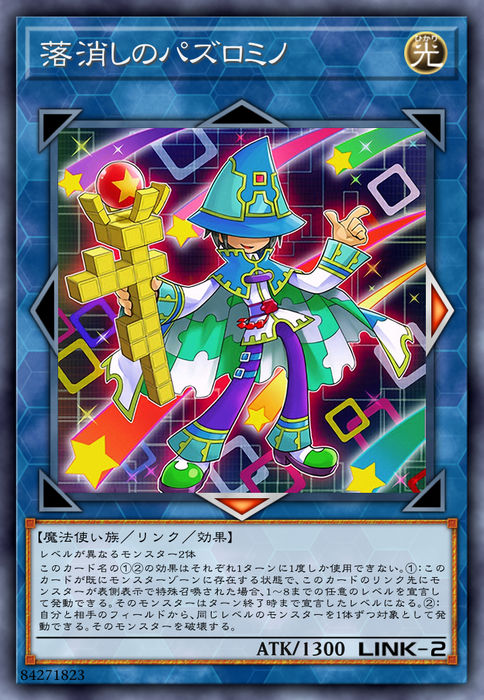 落消しのパズロミノ
ひかり
光
【魔法使い族／リンク／効果】
レベルが異なるモンスター2体
このカード名の①②の効果はそれぞれ1ターンに1度しか使用できない。①：この
カードが既にモンスターゾーンに存在する状態で、このカードのリンク先にモ
ンスターが表側表示で特殊召喚された場合、1～8までの任意のレベルを宣言し
て発動できる。そのモンスターはターン終了時まで宣言したレベルになる。②：
自分と相手のフィールドから、同じレベルのモンスターを1体ずつ対象として発
動できる。そのモンスターを破壊する。
ATK/1300 LINK-2
84271823